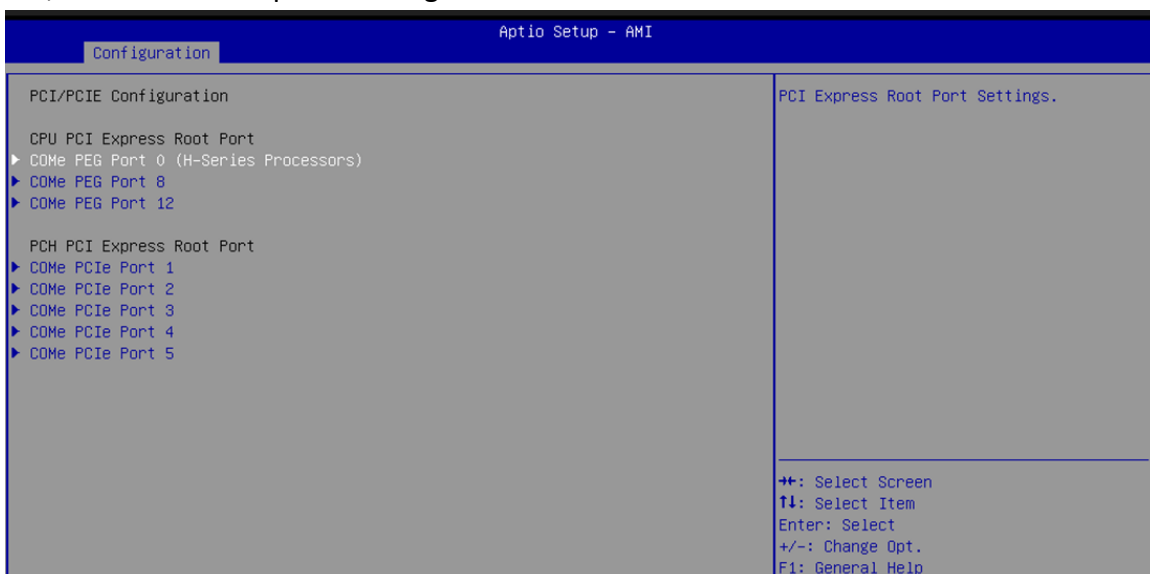 Aptio Setup - AMI
Configuration
PCI/PCIE Configuration
CPU PCI Express Root Port
COMe PEG Port 0 (H-Series Processors)
COMe PEG Port 8
COMe PEG Port 12
PCH PCI Express Root Port
COMe PCIe Port 1
COMe PCIe Port 2
COMe PCIe Port 3
COMe PCIe Port 4
COMe PCIe Port 5
PCI Express Root Port Settings.
→←: Select Screen
↑↓: Select Item
Enter: Select
+/-: Change Opt.
F1: General Help